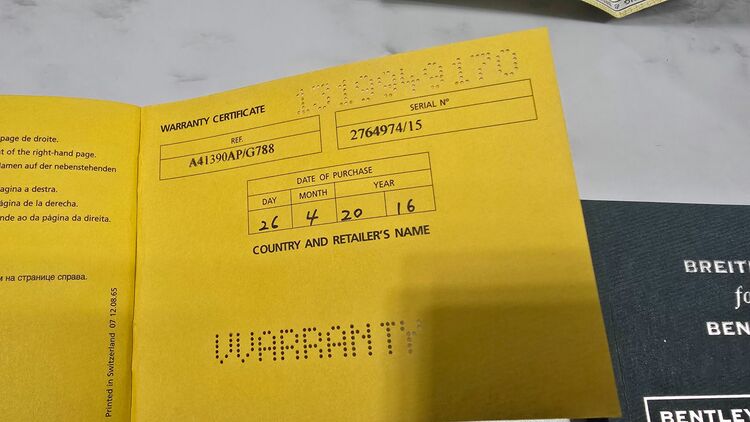 page de droite.
t of the right-hand page.
lamen auf der nebenstehenden
agina a destra.
ágina de la derecha.
nde ao da página da direita.
м на странице справа.
Printed in Switzerland 07 12.08.65
1319949170
WARRANTY CERTIFICATE
REF.
A41390AP/G788
SERIAL N°
2764974/15
DATE OF PURCHASE
DAY MONTH YEAR
26 4 20 16
COUNTRY AND RETAILER'S NAME
WARRANTY
BREITL
fo
BEN
BENTLEY